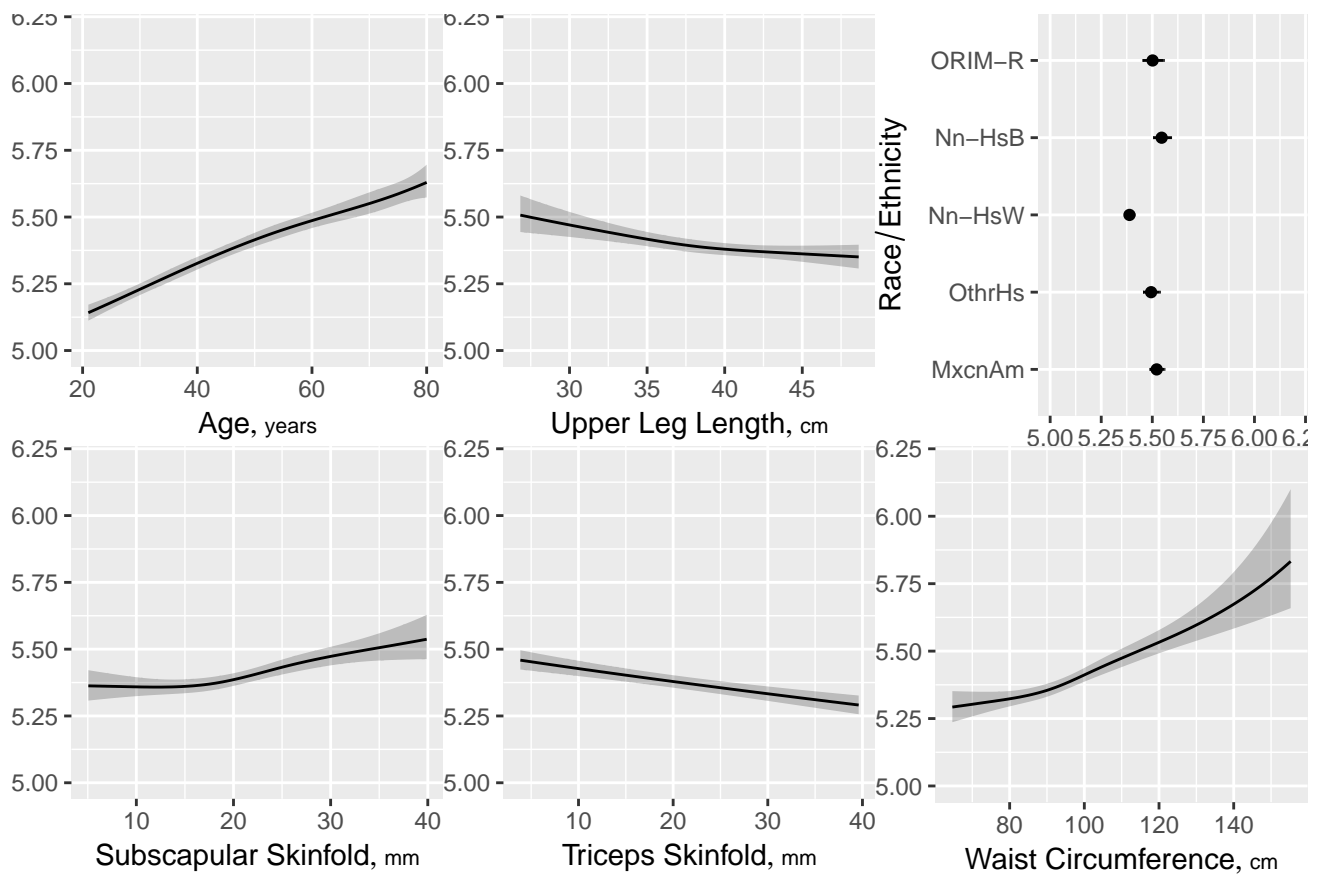 6.25
6.00
5.75
5.50
5.25
5.00
20 40 60 80
Age, years
6.25
6.00
5.75
5.50
5.25
5.00
30 35 40 45
Upper Leg Length, cm
Race/Ethnicity
ORIM−R
Nn−HsB
Nn−HsW
OthrHs
MxcnAm
5.00 5.25 5.50 5.75 6.00 6.2
6.25
6.00
5.75
5.50
5.25
5.00
10 20 30 40
Subscapular Skinfold, mm
6.25
6.00
5.75
5.50
5.25
5.00
10 20 30 40
Triceps Skinfold, mm
6.25
6.00
5.75
5.50
5.25
5.00
80 100 120 140
Waist Circumference, cm